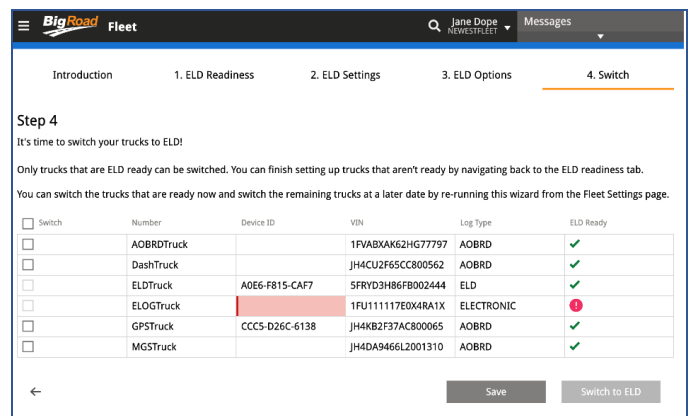 BigRoad Fleet
Jane Dope
NEWESTFLEET
Messages
Introduction 1. ELD Readiness 2. ELD Settings 3. ELD Options 4. Switch
Step 4
It's time to switch your trucks to ELD!
Only trucks that are ELD ready can be switched. You can finish setting up trucks that aren't ready by navigating back to the ELD readiness tab.
You can switch the trucks that are ready now and switch the remaining trucks at a later date by re-running this wizard from the Fleet Settings page.
Switch Number Device ID VIN Log Type ELD Ready
AOBRDTruck 1FVABXAK62HG77797 AOBRD
DashTruck JH4CU2F65CC800562 AOBRD
ELDTruck A0E6-F815-CAF7 5FRYD3H86FB002444 ELD
ELOGTruck 1FU111117E0X4RA1X ELECTRONIC
GPSTruck CCC5-D26C-6138 JH4KB2F37AC800065 AOBRD
MGSTruck JH4DA9466L2001310 AOBRD
Save Switch to ELD